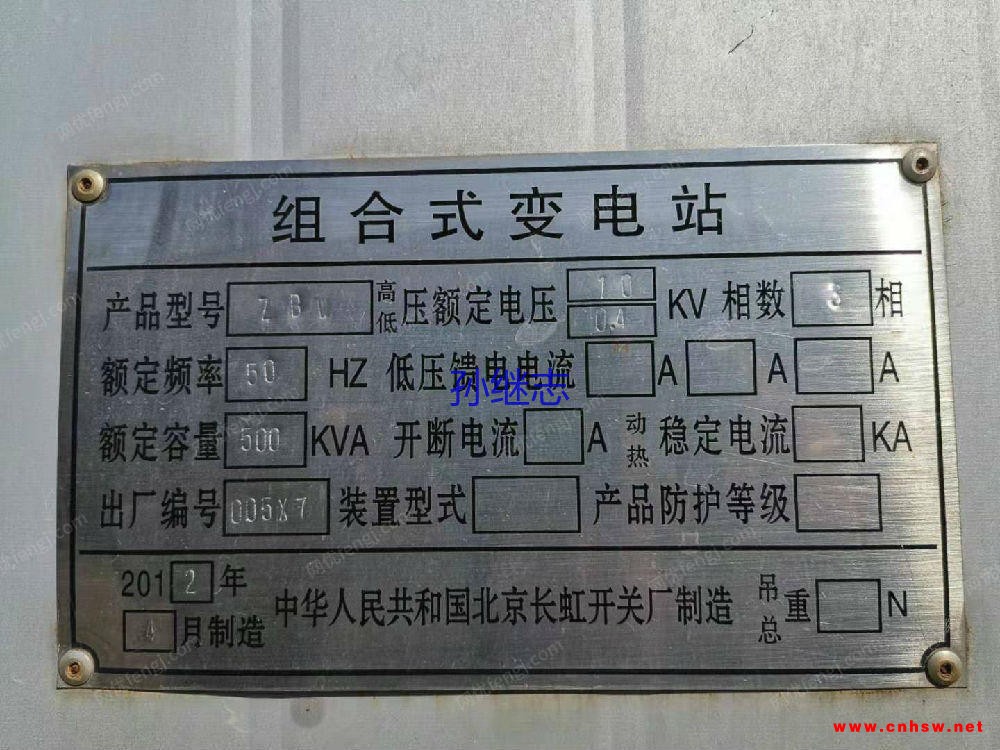 组合式变电站
产品型号 ZBW 高低压额定电压 10 0.4 KV 相数 3 相
额定频率 50 HZ 低压馈电电流 A A A
孙继志
额定容量 500 KVA 开断电流 A 动热稳定电流 KA
出厂编号 005X7 装置型式 产品防护等级
2012年 中华人民共和国北京长虹开关厂制造 吊总重 N
4月制造
www.cnhsw.net